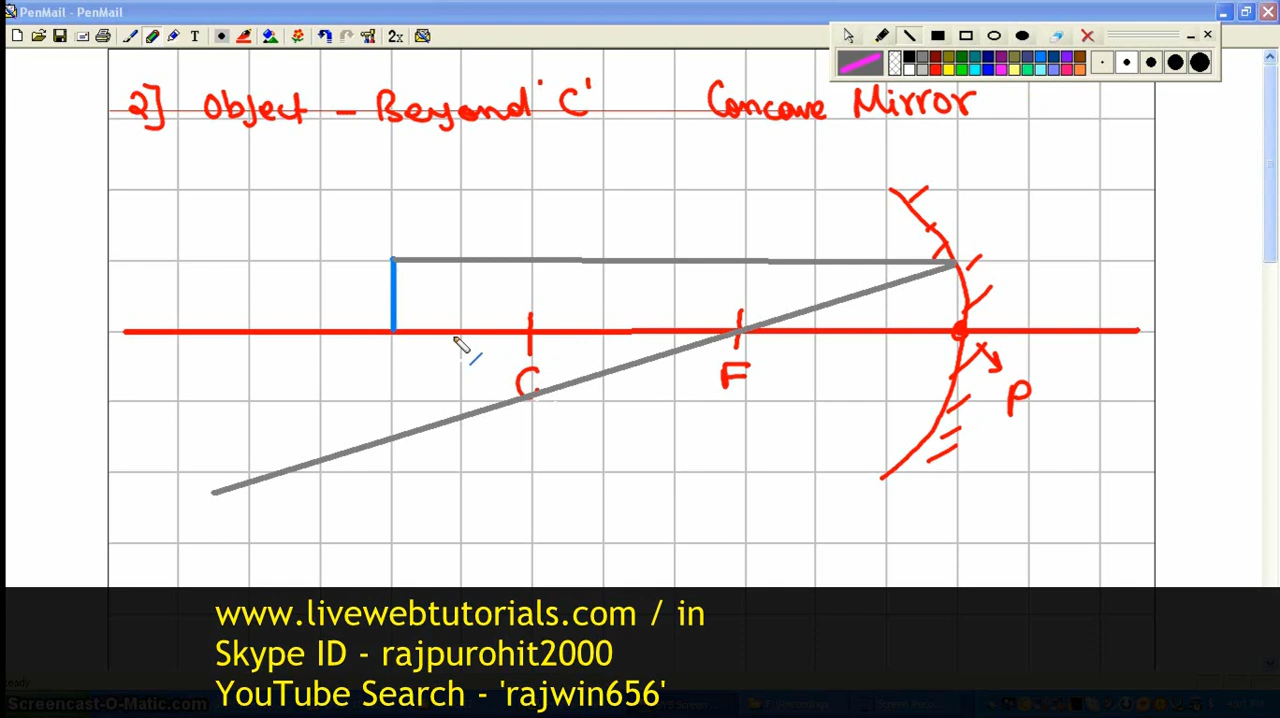 PenMail - PenMail
T 2x
2] Object - Beyond 'C' Concave Mirror
C
F
P
www.livewebtutorials.com / in
Skype ID - rajpurohit2000
YouTube Search - 'rajwin656'
Screencast-O-Matic.com